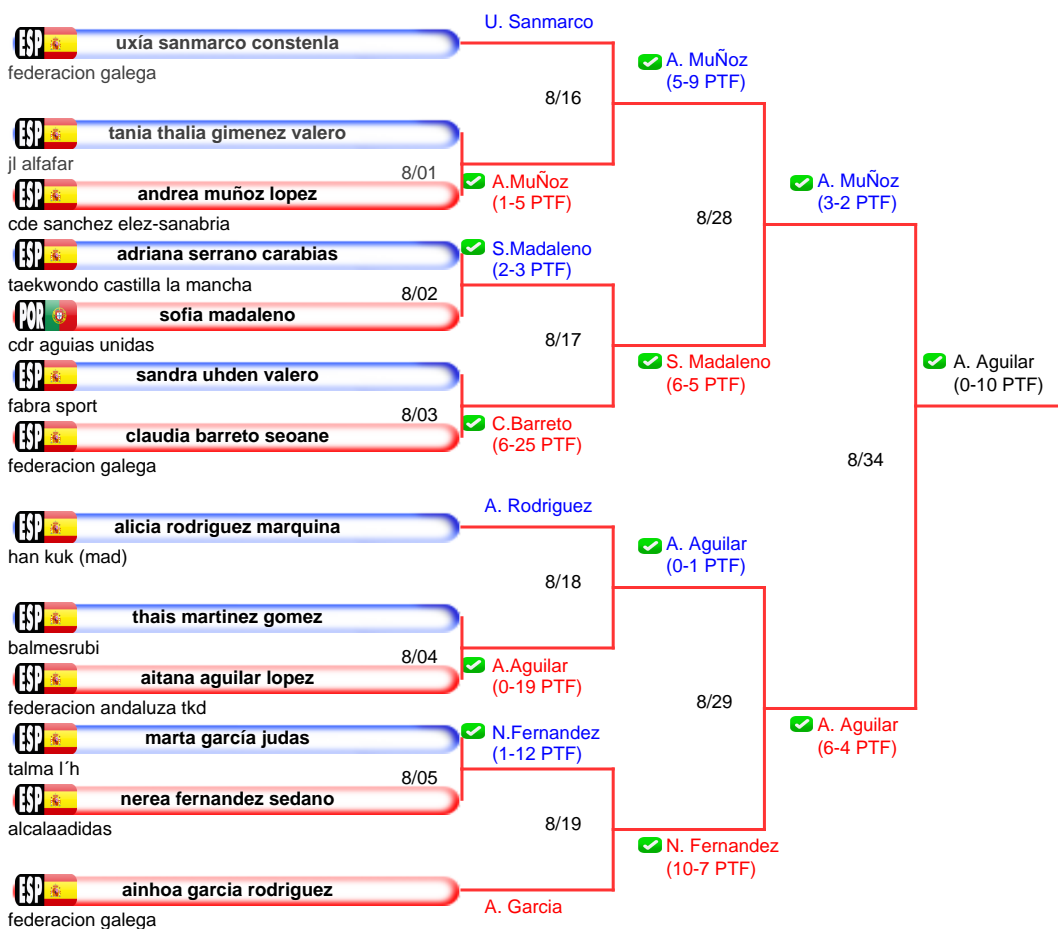 U. Sanmarco
ESP uxía sanmarco constenla
federacion galega
A. MuÑoz
(5-9 PTF)
8/16
ESP tania thalia gimenez valero
jl alfafar
8/01
A.MuÑoz
(1-5 PTF)
ESP andrea muñoz lopez
cde sanchez elez-sanabria
A. MuÑoz
(3-2 PTF)
8/28
ESP adriana serrano carabias
taekwondo castilla la mancha
S.Madaleno
(2-3 PTF)
8/02
POR sofia madaleno
cdr aguias unidas
8/17
S. Madaleno
(6-5 PTF)
A. Aguilar
(0-10 PTF)
ESP sandra uhden valero
fabra sport
8/03
C.Barreto
(6-25 PTF)
ESP claudia barreto seoane
federacion galega
8/34
A. Rodriguez
ESP alicia rodriguez marquina
han kuk (mad)
A. Aguilar
(0-1 PTF)
8/18
ESP thais martinez gomez
balmesrubi
8/04
A.Aguilar
(0-19 PTF)
ESP aitana aguilar lopez
federacion andaluza tkd
8/29
A. Aguilar
(6-4 PTF)
ESP marta garcía judas
talma l´h
N.Fernandez
(1-12 PTF)
8/05
ESP nerea fernandez sedano
alcalaadidas
8/19
N. Fernandez
(10-7 PTF)
ESP ainhoa garcia rodriguez
federacion galega
A. Garcia